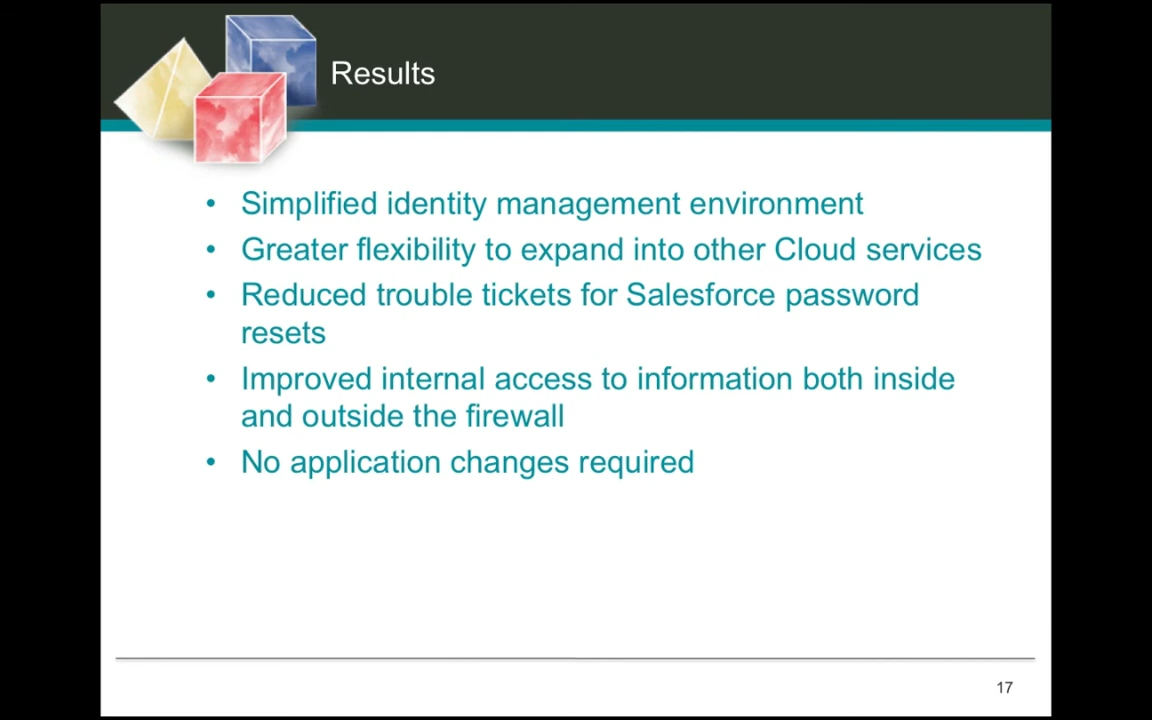 Results
• Simplified identity management environment
• Greater flexibility to expand into other Cloud services
• Reduced trouble tickets for Salesforce password
resets
• Improved internal access to information both inside
and outside the firewall
• No application changes required
17